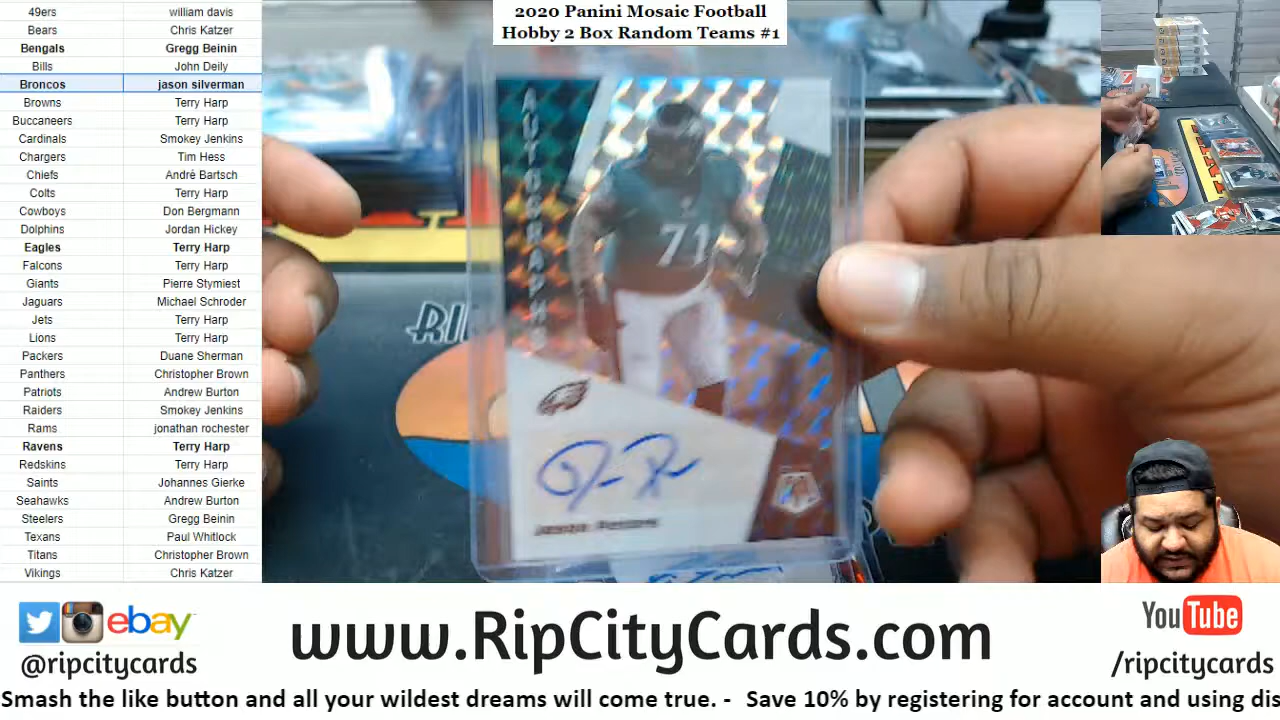 2020 Panini Mosaic Football
Hobby 2 Box Random Teams #1
49ers william davis
Bears Chris Katzer
Bengals Gregg Beinin
Bills John Deily
Broncos jason silverman
Browns Terry Harp
Buccaneers Terry Harp
Cardinals Smokey Jenkins
Chargers Tim Hess
Chiefs André Bartsch
Colts Terry Harp
Cowboys Don Bergmann
Dolphins Jordan Hickey
Eagles Terry Harp
Falcons Terry Harp
Giants Pierre Stymiest
Jaguars Michael Schroder
Jets Terry Harp
Lions Terry Harp
Packers Duane Sherman
Panthers Christopher Brown
Patriots Andrew Burton
Raiders Smokey Jenkins
Rams jonathan rochester
Ravens Terry Harp
Redskins Terry Harp
Saints Johannes Gierke
Seahawks Andrew Burton
Steelers Gregg Beinin
Texans Paul Whitlock
Titans Christopher Brown
Vikings Chris Katzer
AUTOGRAPHS
71
ebay
@ripcitycards
www.RipCityCards.com
YouTube
/ripcitycards
Smash the like button and all your wildest dreams will come true. - Save 10% by registering for account and using dis